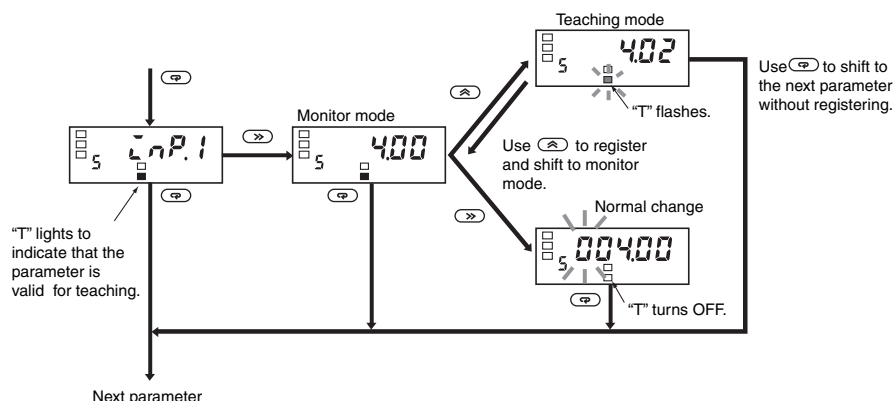 Teaching mode
S 4.02
Use to shift to
the next parameter
without registering.
“T” flashes.
Monitor mode
S inP.1
S 4.00
Use to register
and shift to monitor
mode.
Normal change
“T” lights to
indicate that the
parameter is
valid for teaching.
S 004.00
“T” turns OFF.
Next parameter